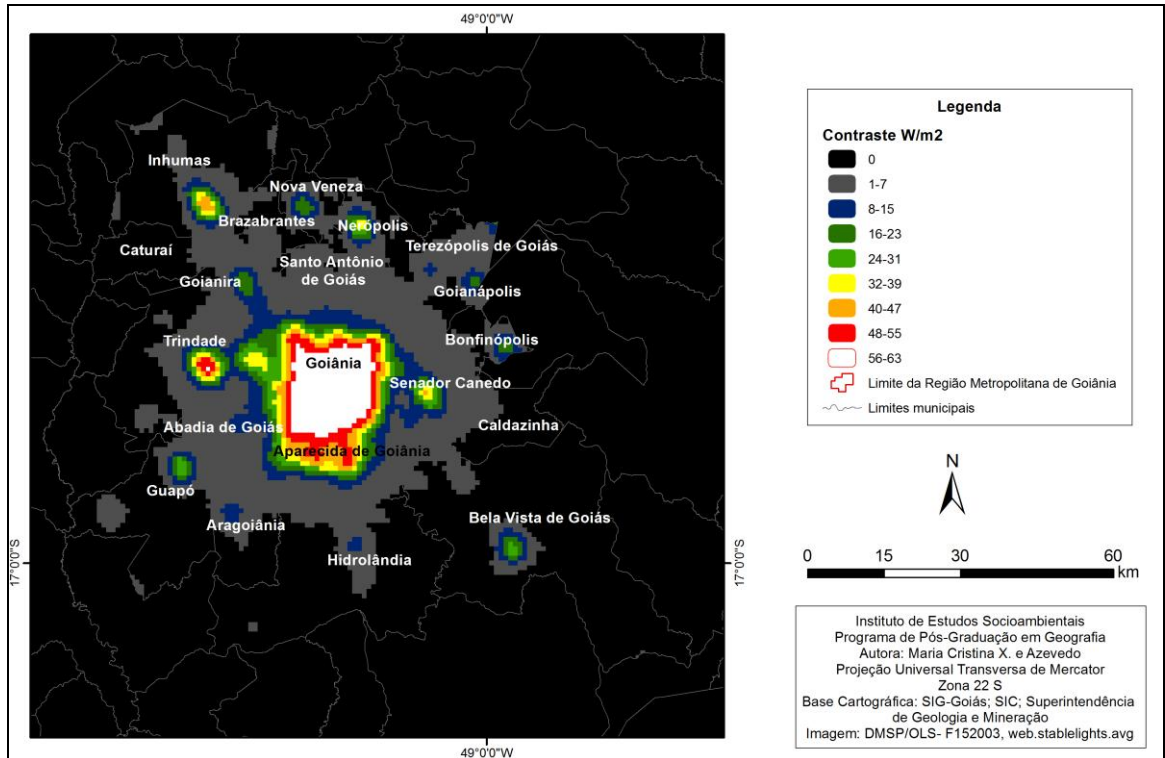 49°0'0"W
Inhumas
Nova Veneza
Brazabrantes
Nerópolis
Caturaí
Terezópolis de Goiás
Santo Antônio
de Goiás
Goianira
Goianápolis
Trindade
Bonfinópolis
Goiânia
Senador Canedo
Abadia de Goiás
Caldazinha
Aparecida de Goiânia
Guapó
Aragoiânia
Bela Vista de Goiás
Hidrolândia
17°0'0"S
17°0'0"S
49°0'0"W
Legenda
Contraste W/m2
0
1-7
8-15
16-23
24-31
32-39
40-47
48-55
56-63
Limite da Região Metropolitana de Goiânia
Limites municipais
N
0 15 30 60
km
Instituto de Estudos Socioambientais
Programa de Pós-Graduação em Geografia
Autora: Maria Cristina X. e Azevedo
Projeção Universal Transversa de Mercator
Zona 22 S
Base Cartográfica: SIG-Goiás; SIC; Superintendência
de Geologia e Mineração
Imagem: DMSP/OLS- F152003, web.stablelights.avg